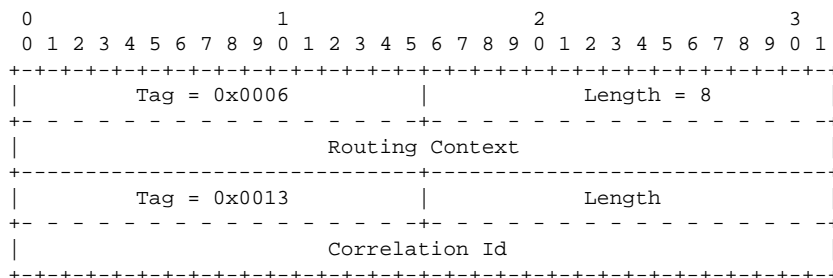 0                   1                   2                   3
 0 1 2 3 4 5 6 7 8 9 0 1 2 3 4 5 6 7 8 9 0 1 2 3 4 5 6 7 8 9 0 1
+-+-+-+-+-+-+-+-+-+-+-+-+-+-+-+-+-+-+-+-+-+-+-+-+-+-+-+-+-+-+-+-+
|         Tag = 0x0006          |            Length = 8         |
+- - - - - - - - - - - - - - - -+- - - - - - - - - - - - - - - -+
|                        Routing Context                        |
+-------------------------------+-------------------------------+
|         Tag = 0x0013          |            Length             |
+- - - - - - - - - - - - - - - -+- - - - - - - - - - - - - - - -+
|                        Correlation Id                         |
+-+-+-+-+-+-+-+-+-+-+-+-+-+-+-+-+-+-+-+-+-+-+-+-+-+-+-+-+-+-+-+-+